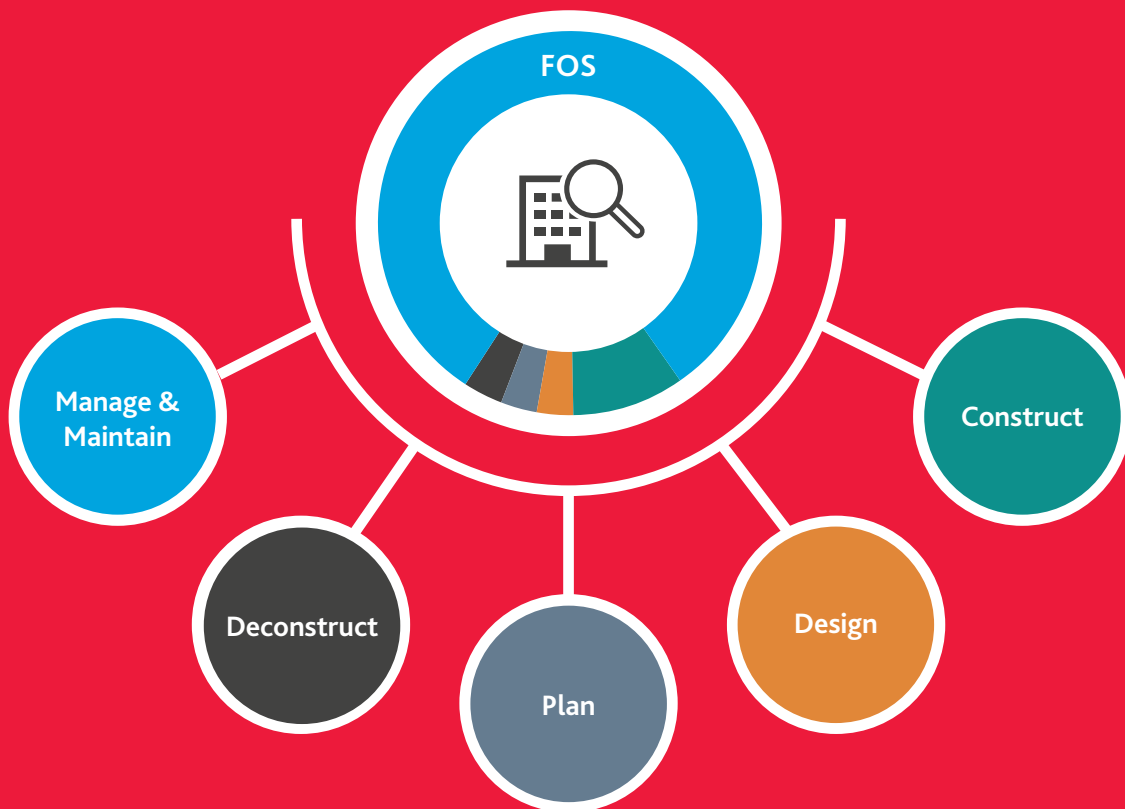 FOS
Manage &
Maintain
Construct
Deconstruct
Design
Plan